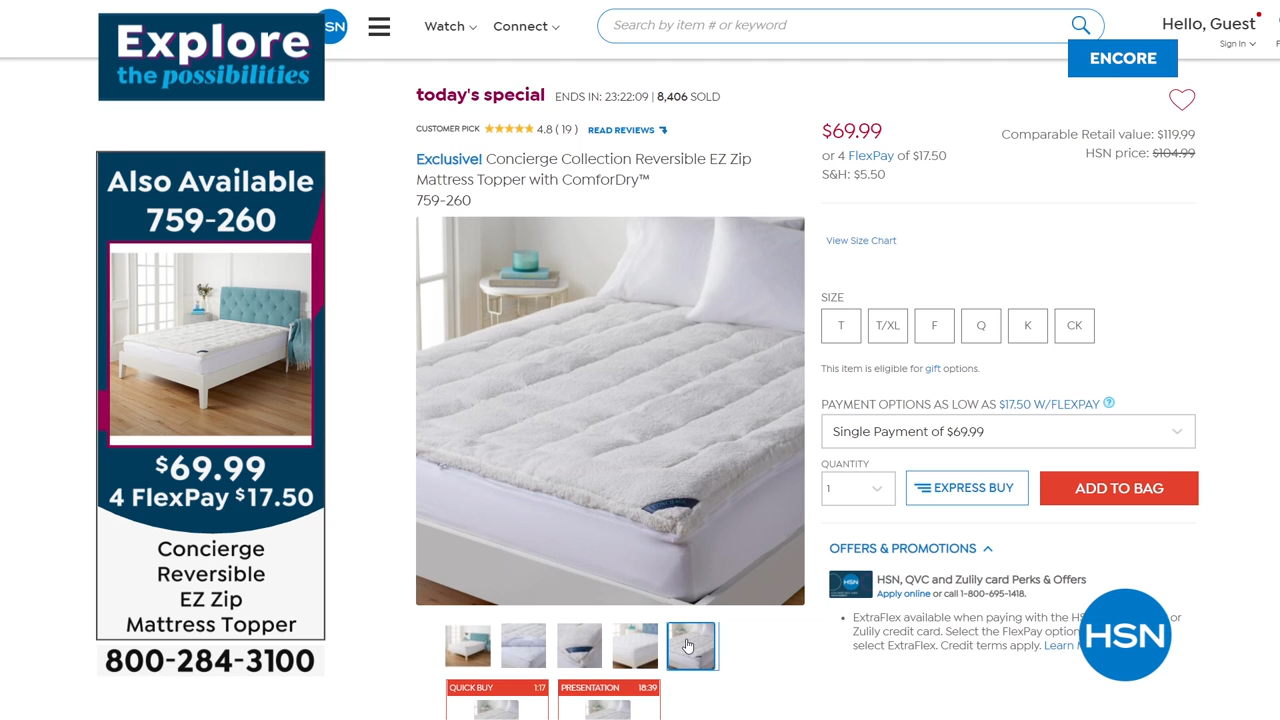 Explore
the possibilities
Also Available
759-260
$69.99
4 FlexPay $17.50
Concierge
Reversible
EZ Zip
Mattress Topper
800-284-3100
SN
Watch
Connect
Search by item # or keyword
Hello, Guest
Sign In
F
ENCORE
today's special ENDS IN: 23:22:09 | 8,406 SOLD
CUSTOMER PICK 4.8 ( 19 ) READ REVIEWS
Exclusive! Concierge Collection Reversible EZ Zip
Mattress Topper with ComforDry™
759-260
CONCIERGE
QUICK BUY 1:17
PRESENTATION 18:39
$69.99
or 4 FlexPay of $17.50
S&H: $5.50
Comparable Retail value: $119.99
HSN price: $104.99
View Size Chart
SIZE
T T/XL F Q K CK
This item is eligible for gift options.
PAYMENT OPTIONS AS LOW AS $17.50 W/FLEXPAY ?
Single Payment of $69.99
QUANTITY
1
EXPRESS BUY
ADD TO BAG
OFFERS & PROMOTIONS
HSN
HSN, QVC and Zulily card Perks & Offers
Apply online or call 1-800-695-1418.
• ExtraFlex available when paying with the HS or
Zulily credit card. Select the FlexPay option
select ExtraFlex. Credit terms apply. Learn
HSN